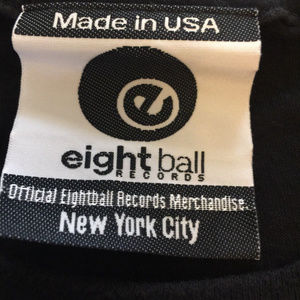 Made in USA
e
eight ball
RECORDS
Official Eightball Records Merchandise.
New York City